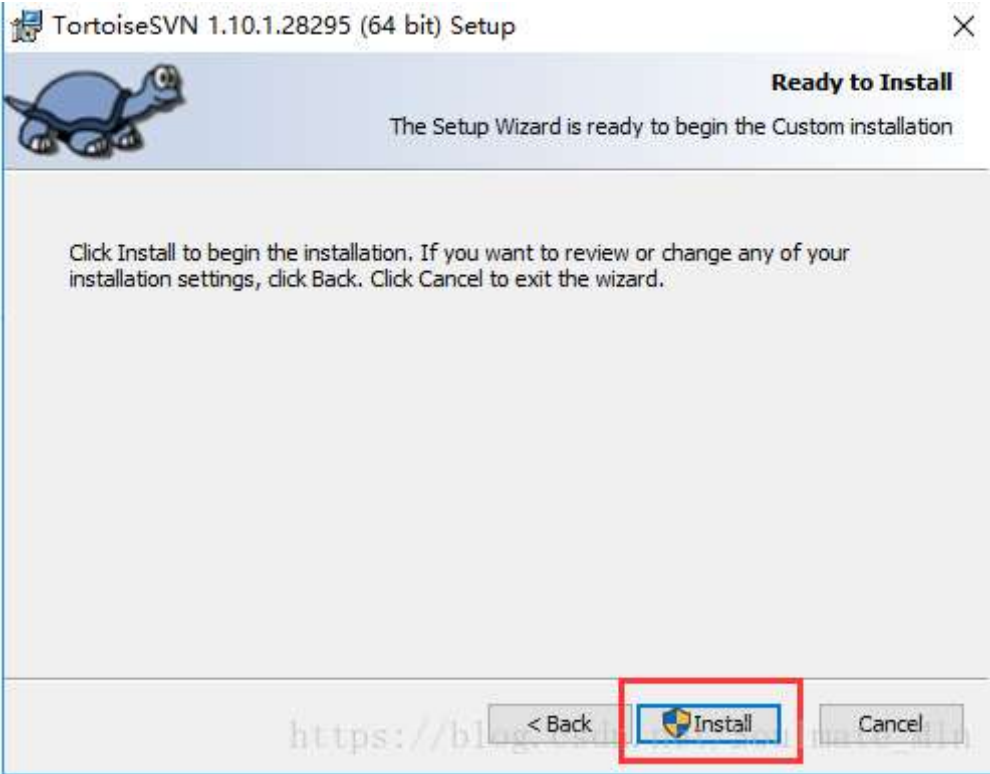 TortoiseSVN 1.10.1.28295 (64 bit) Setup
Ready to Install
The Setup Wizard is ready to begin the Custom installation
Click Install to begin the installation. If you want to review or change any of your
installation settings, click Back. Click Cancel to exit the wizard.
< Back Install Cancel